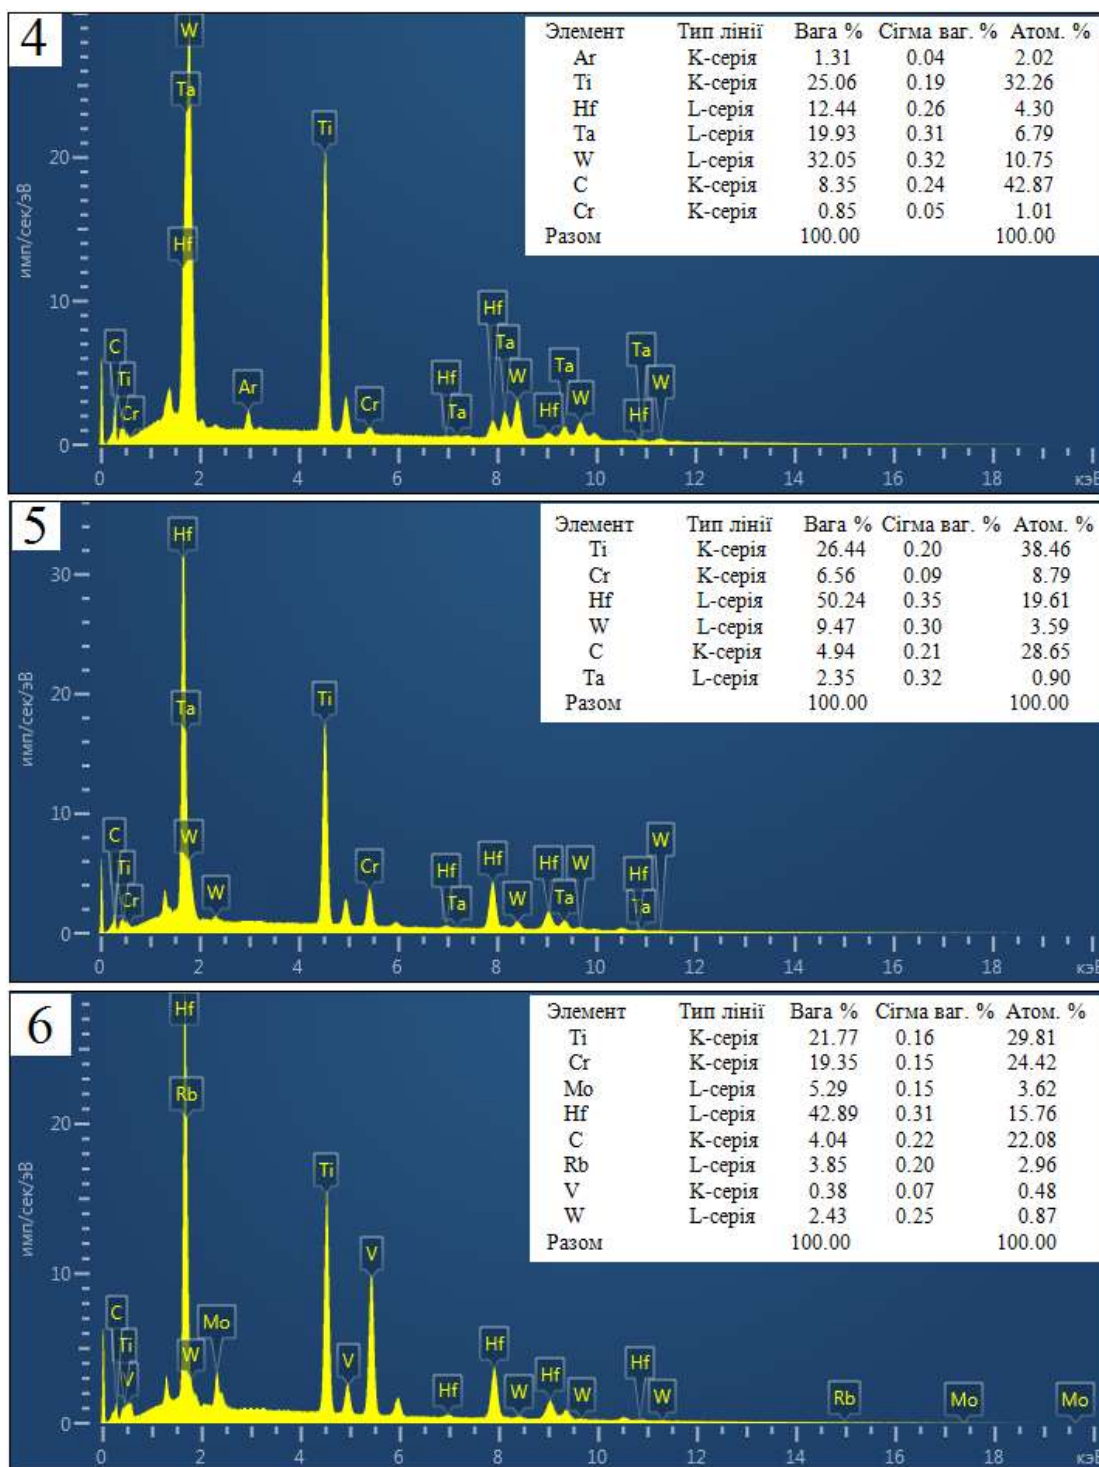 4
Элемент Тип лінії Вага % Сігма ваг. % Атом. %
Ar K-серія 1.31 0.04 2.02
Ti K-серія 25.06 0.19 32.26
Hf L-серія 12.44 0.26 4.30
Ta L-серія 19.93 0.31 6.79
W L-серія 32.05 0.32 10.75
C K-серія 8.35 0.24 42.87
Cr K-серія 0.85 0.05 1.01
Разом 100.00 100.00
W
Ta
Ti
Hf
C
Ti
Cr
Ar
Cr
Hf
Ta
Hf
Ta
W
Hf
Ta
W
Ta
Hf
W
имп/сек/эВ
20
10
0
0 2 4 6 8 10 12 14 16 18 кэВ
5
Элемент Тип лінії Вага % Сігма ваг. % Атом. %
Ti K-серія 26.44 0.20 38.46
Cr K-серія 6.56 0.09 8.79
Hf L-серія 50.24 0.35 19.61
W L-серія 9.47 0.30 3.59
C K-серія 4.94 0.21 28.65
Ta L-серія 2.35 0.32 0.90
Разом 100.00 100.00
Hf
Ta
Ti
W
C
Ti
Cr
W
Cr
Hf
Ta
Hf
W
Hf
Ta
W
Hf
Ta
W
имп/сек/эВ
30
20
10
0
0 2 4 6 8 10 12 14 16 18 кэВ
6
Элемент Тип лінії Вага % Сігма ваг. % Атом. %
Ti K-серія 21.77 0.16 29.81
Cr K-серія 19.35 0.15 24.42
Mo L-серія 5.29 0.15 3.62
Hf L-серія 42.89 0.31 15.76
C K-серія 4.04 0.22 22.08
Rb L-серія 3.85 0.20 2.96
V K-серія 0.38 0.07 0.48
W L-серія 2.43 0.25 0.87
Разом 100.00 100.00
Hf
Rb
Ti
V
C
Ti
V
W
Mo
V
Hf
Hf
W
Hf
W
Hf
W
Rb
Mo
Mo
имп/сек/эВ
20
10
0
0 2 4 6 8 10 12 14 16 18 кэВ